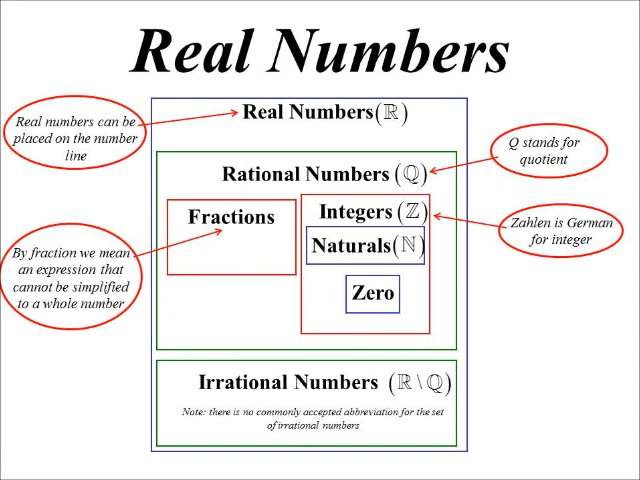 Real Numbers
Real Numbers(ℝ)
Real numbers can be
placed on the number
line
Q stands for
quotient
Rational Numbers (ℚ)
Fractions
Integers (ℤ)
Zahlen is German
for integer
Naturals(ℕ)
By fraction we mean
an expression that
cannot be simplified
to a whole number
Zero
Irrational Numbers (ℝ \ ℚ)
Note: there is no commonly accepted abbreviation for the set
of irrational numbers